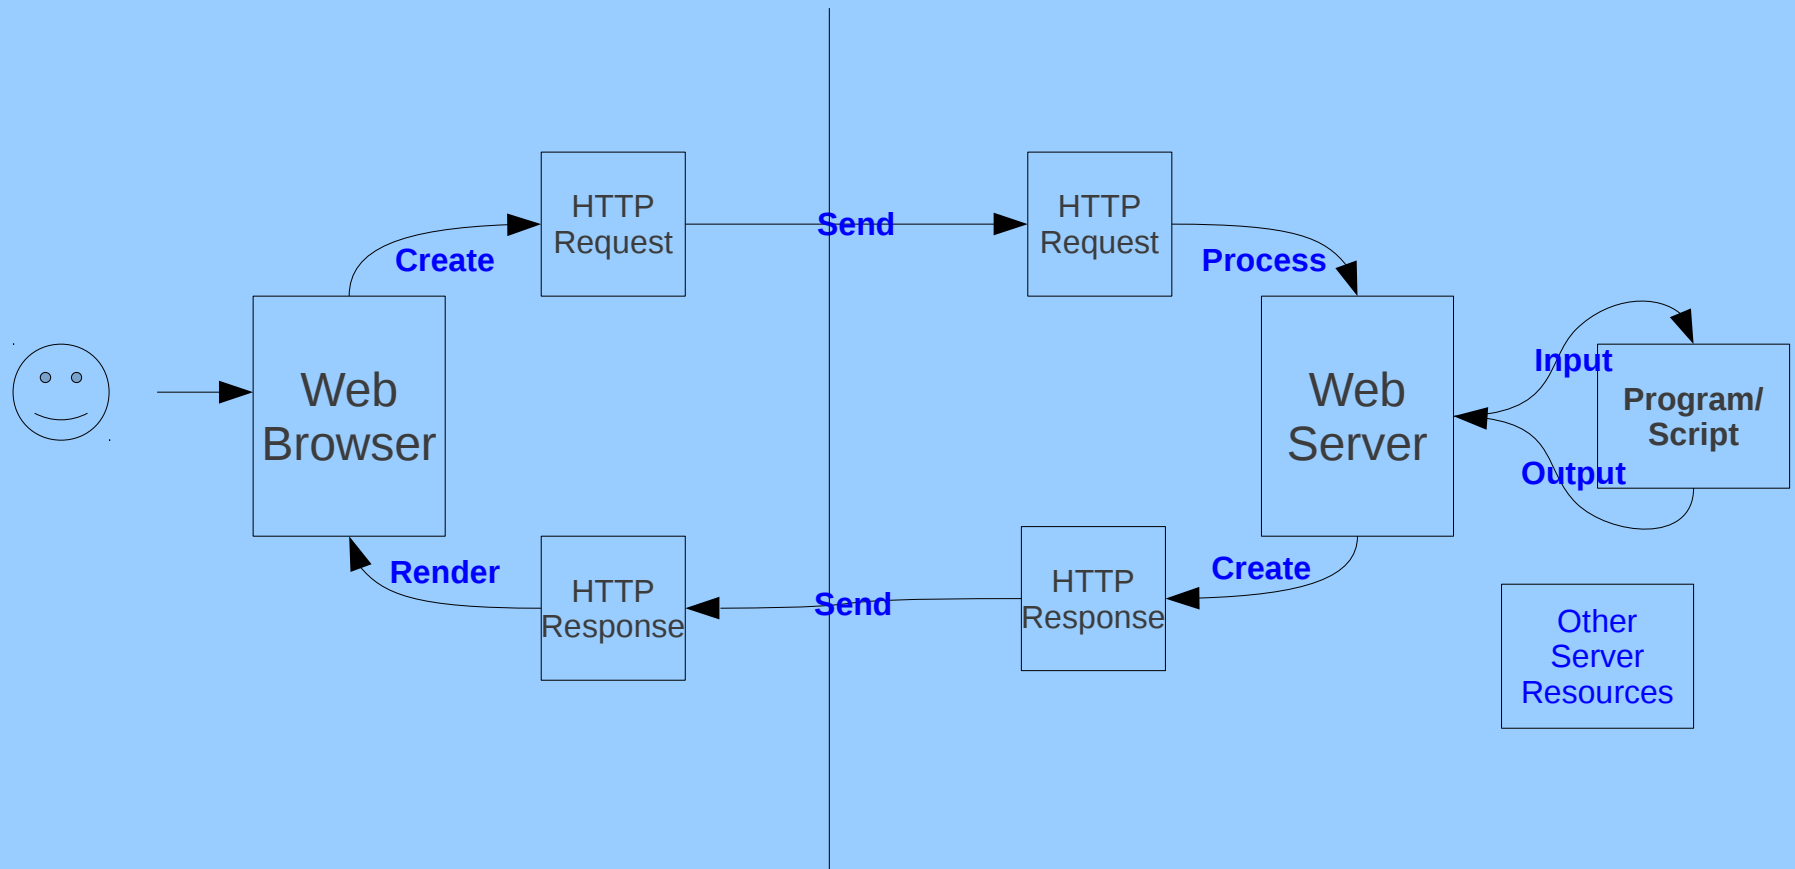 HTTP
Request
Send
HTTP
Request
Create
Process
Web
Browser
Web
Server
Input
Program/
Script
Output
Render
HTTP
Response
Send
HTTP
Response
Create
Other
Server
Resources